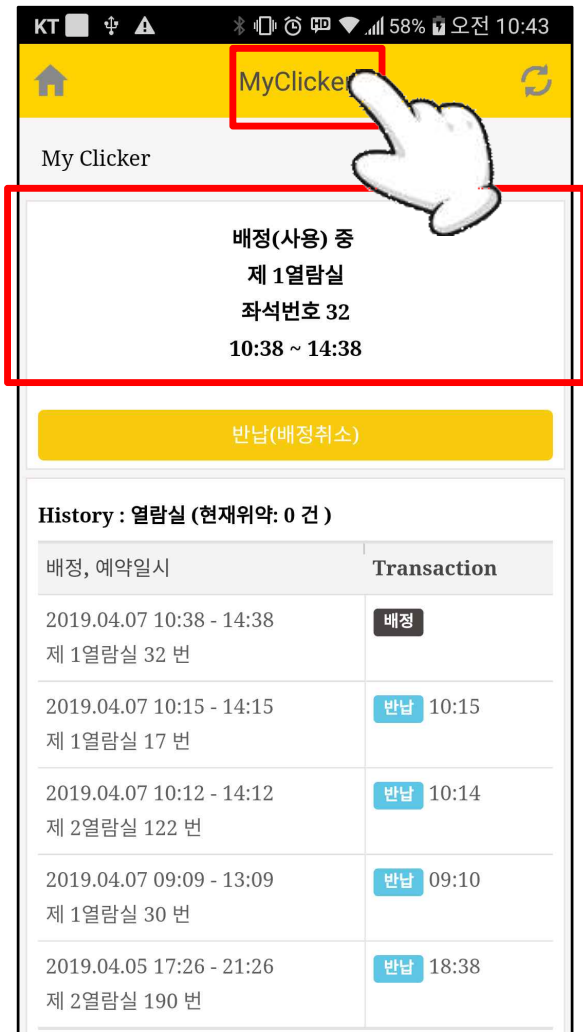 KT 58% 오전 10:43
MyClicker
My Clicker
배정(사용) 중
제 1열람실
좌석번호 32
10:38 ~ 14:38
반납(배정취소)
History : 열람실 (현재위약: 0 건 )
배정, 예약일시 Transaction
2019.04.07 10:38 - 14:38 배정
제 1열람실 32 번
2019.04.07 10:15 - 14:15 반납 10:15
제 1열람실 17 번
2019.04.07 10:12 - 14:12 반납 10:14
제 2열람실 122 번
2019.04.07 09:09 - 13:09 반납 09:10
제 1열람실 30 번
2019.04.05 17:26 - 21:26 반납 18:38
제 2열람실 190 번